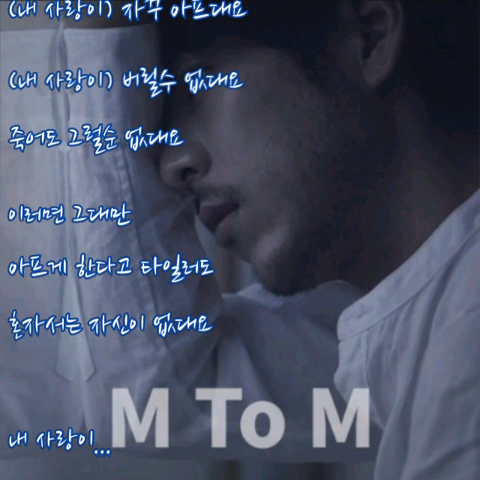 (내 사랑이) 자꾸 아프대요
(내 사랑이) 버릴수 없대요
죽어도 그럴순 없대요
이러면 그대만
아프게 한다고 타일러도
혼자서는 자신이 없대요
M To M
내 사랑이...